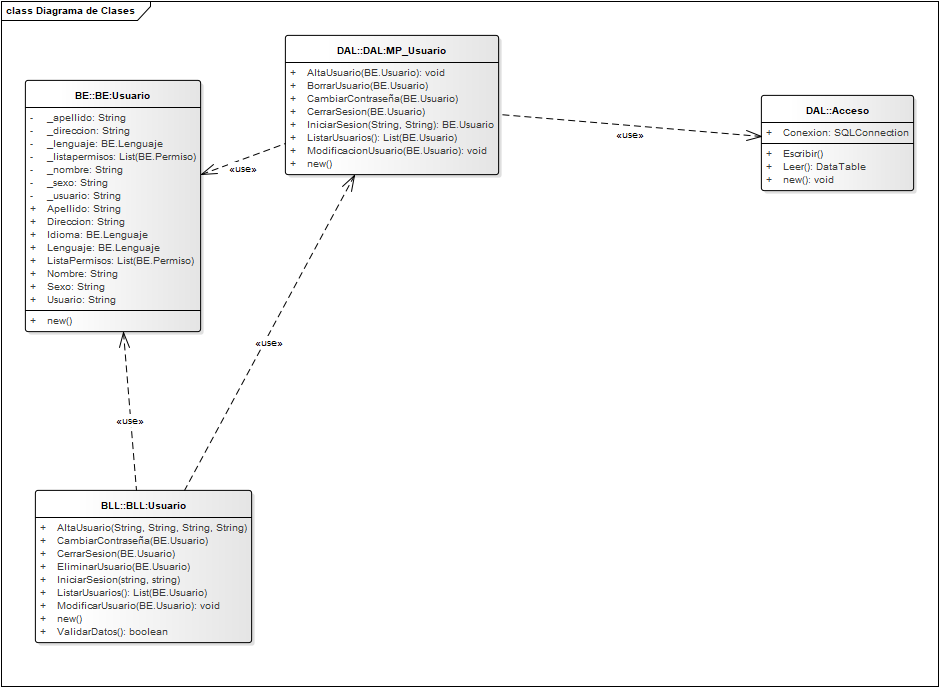 class Diagrama de Clases
DAL::DAL:MP_Usuario
+ AltaUsuario(BE.Usuario): void
+ BorrarUsuario(BE.Usuario)
+ CambiarContraseña(BE.Usuario)
+ CerrarSesion(BE.Usuario)
+ IniciarSesion(String, String): BE.Usuario
+ ListarUsuarios(): List(BE.Usuario)
+ ModificacionUsuario(BE.Usuario): void
+ new()
BE::BE:Usuario
- _apellido: String
- _direccion: String
- _lenguaje: BE.Lenguaje
- _listapermisos: List(BE.Permiso)
- _nombre: String
- _sexo: String
- _usuario: String
+ Apellido: String
+ Direccion: String
+ Idioma: BE.Lenguaje
+ Lenguaje: BE.Lenguaje
+ ListaPermisos: List(BE.Permiso)
+ Nombre: String
+ Sexo: String
+ Usuario: String
+ new()
DAL::Acceso
+ Conexion: SQLConnection
+ Escribir()
+ Leer(): DataTable
+ new(): void
«use»
«use»
«use»
«use»
BLL::BLL:Usuario
+ AltaUsuario(String, String, String, String)
+ CambiarContraseña(BE.Usuario)
+ CerrarSesion(BE.Usuario)
+ EliminarUsuario(BE.Usuario)
+ IniciarSesion(string, string)
+ ListarUsuarios(): List(BE.Usuario)
+ ModificarUsuario(BE.Usuario): void
+ new()
+ ValidarDatos(): boolean